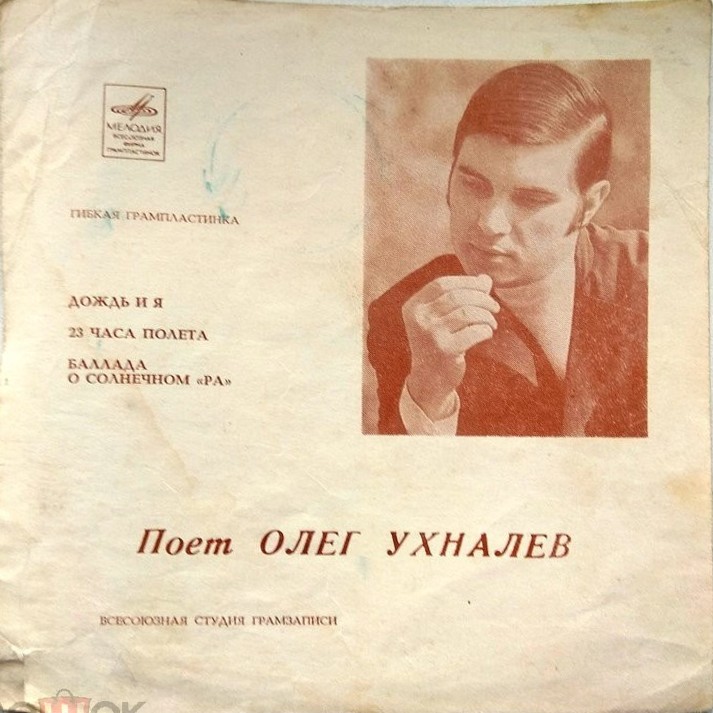 МЕЛОДИЯ
ВСЕСОЮЗНАЯ
ФИРМА
ГРАМПЛАСТИНОК
ГИБКАЯ ГРАМПЛАСТИНКА
ДОЖДЬ И Я
23 ЧАСА ПОЛЕТА
БАЛЛАДА
О СОЛНЕЧНОМ «РА»
Поет ОЛЕГ УХНАЛЕВ
ВСЕСОЮЗНАЯ СТУДИЯ ГРАМЗАПИСИ